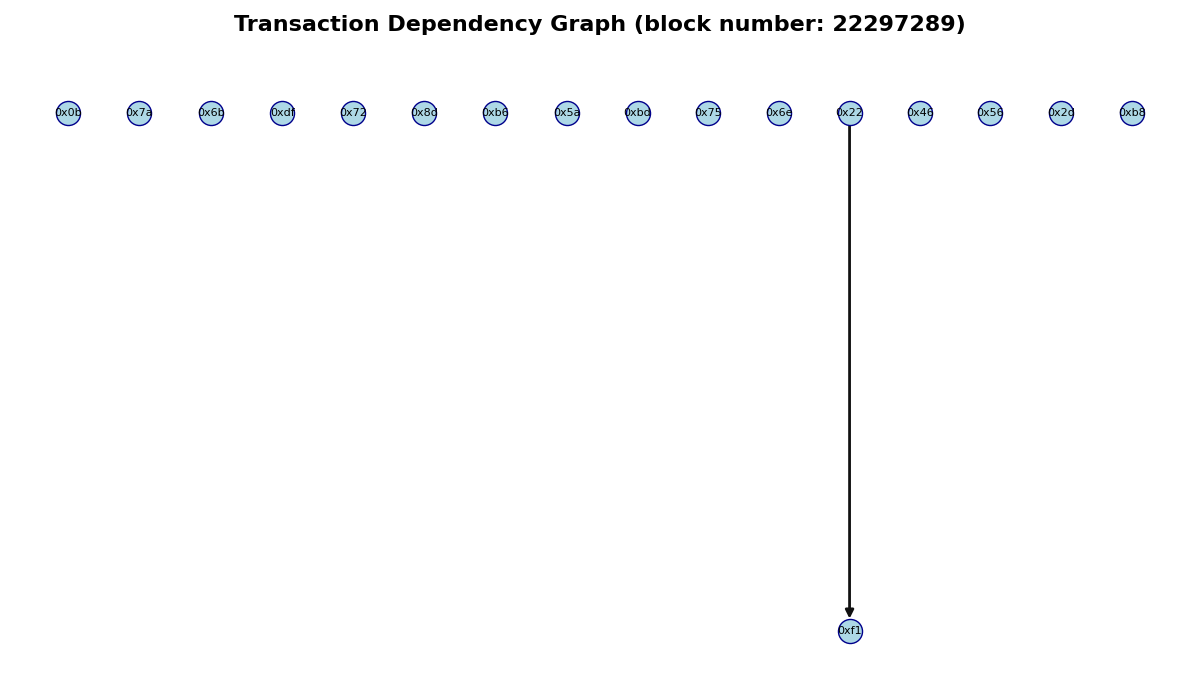 Transaction Dependency Graph (block number: 22297289)
0x0b 0x7a 0x6b 0xdf 0x72 0x8d 0xb6 0x5a 0xbd 0x75 0x6e 0x22 0x46 0x56 0x2d 0xb8
0xf1